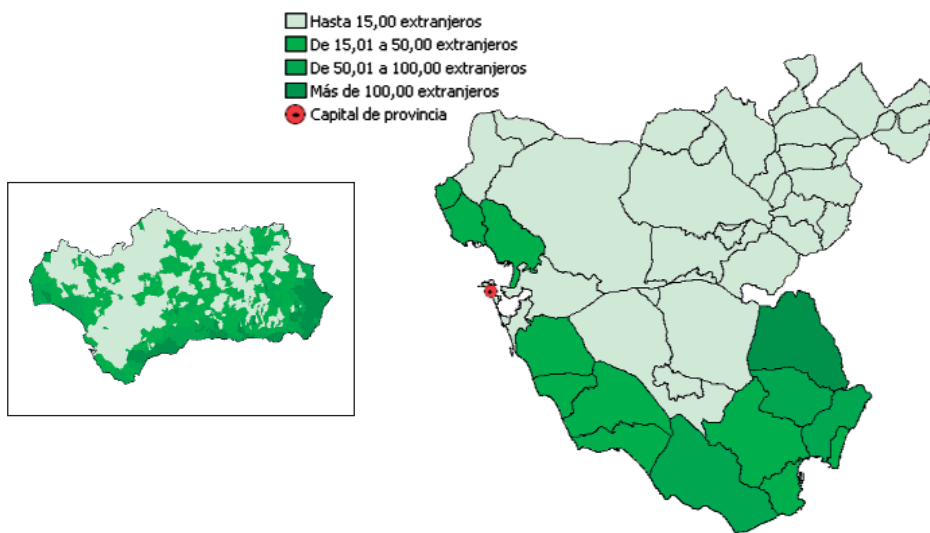 Hasta 15,00 extranjeros
De 15,01 a 50,00 extranjeros
De 50,01 a 100,00 extranjeros
Más de 100,00 extranjeros
Capital de provincia